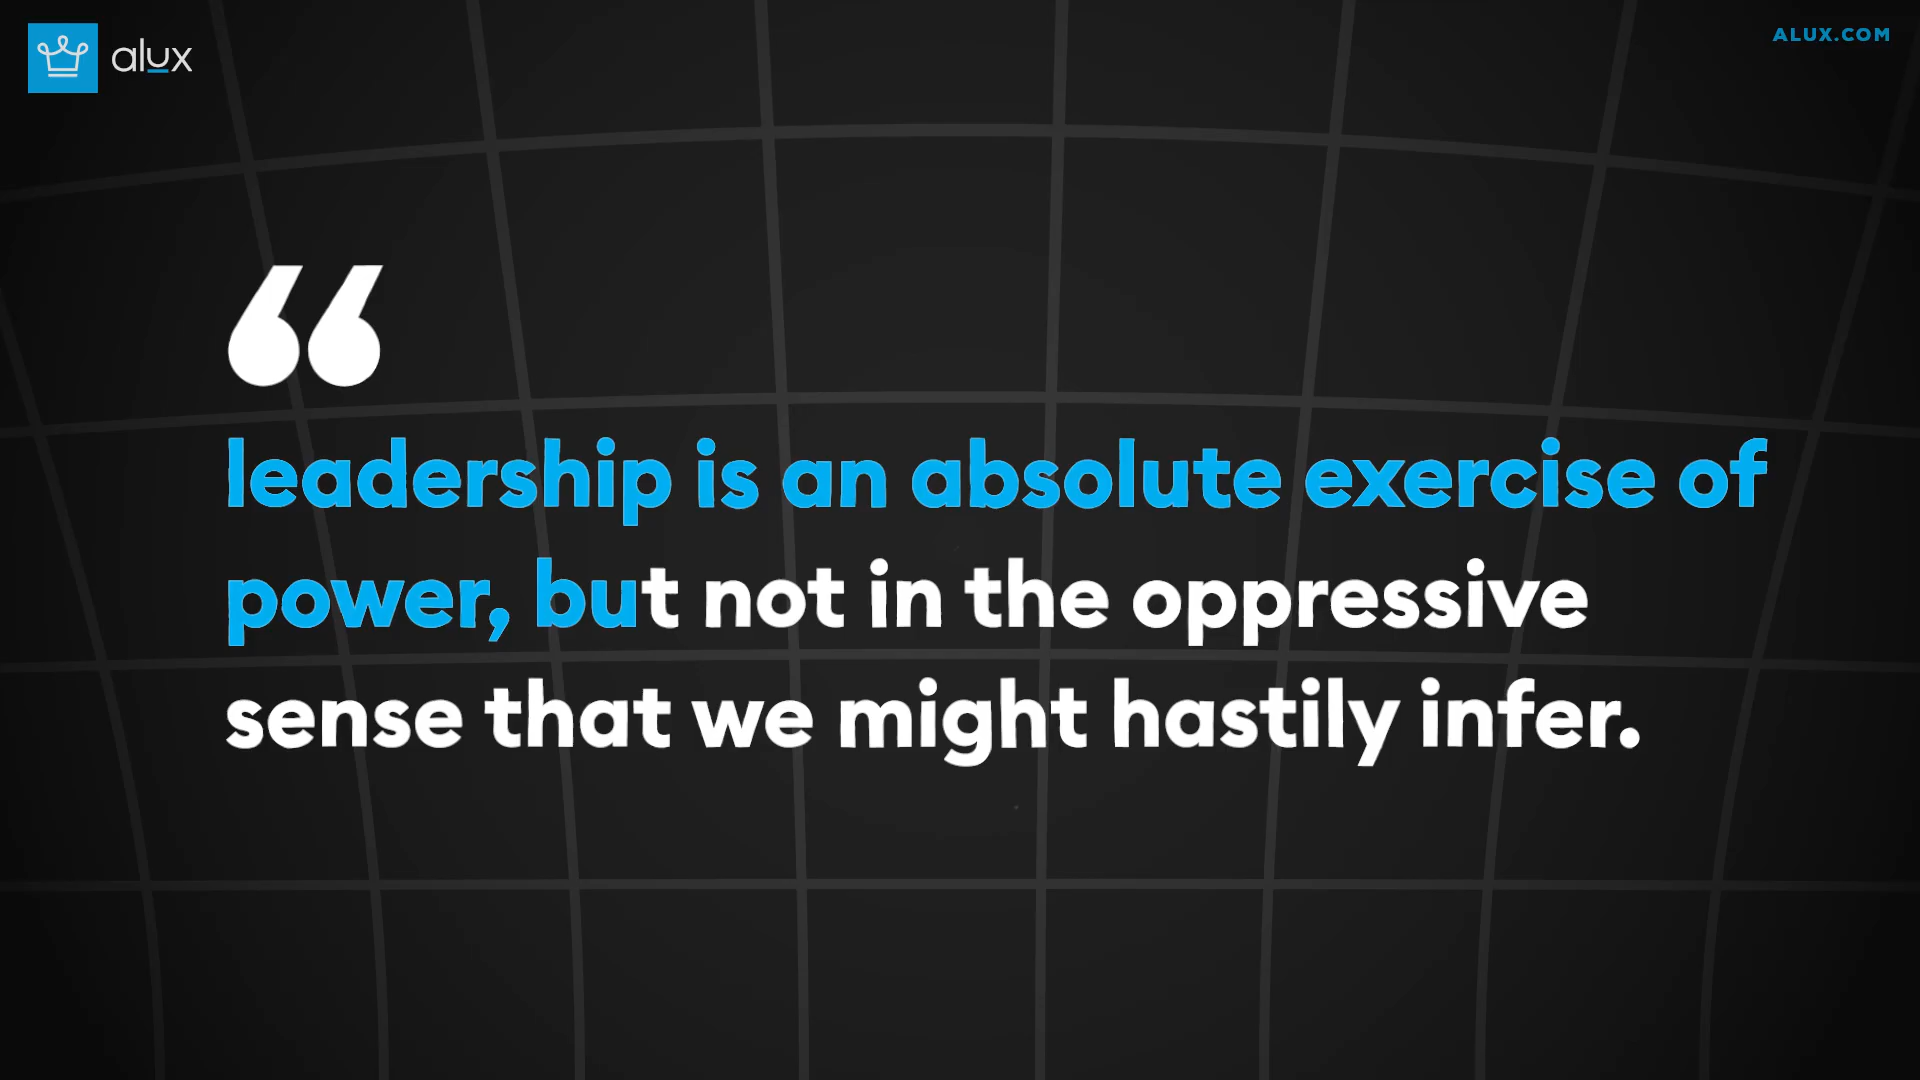 alux
ALUX.COM
“
leadership is an absolute exercise of
power, but not in the oppressive
sense that we might hastily infer.